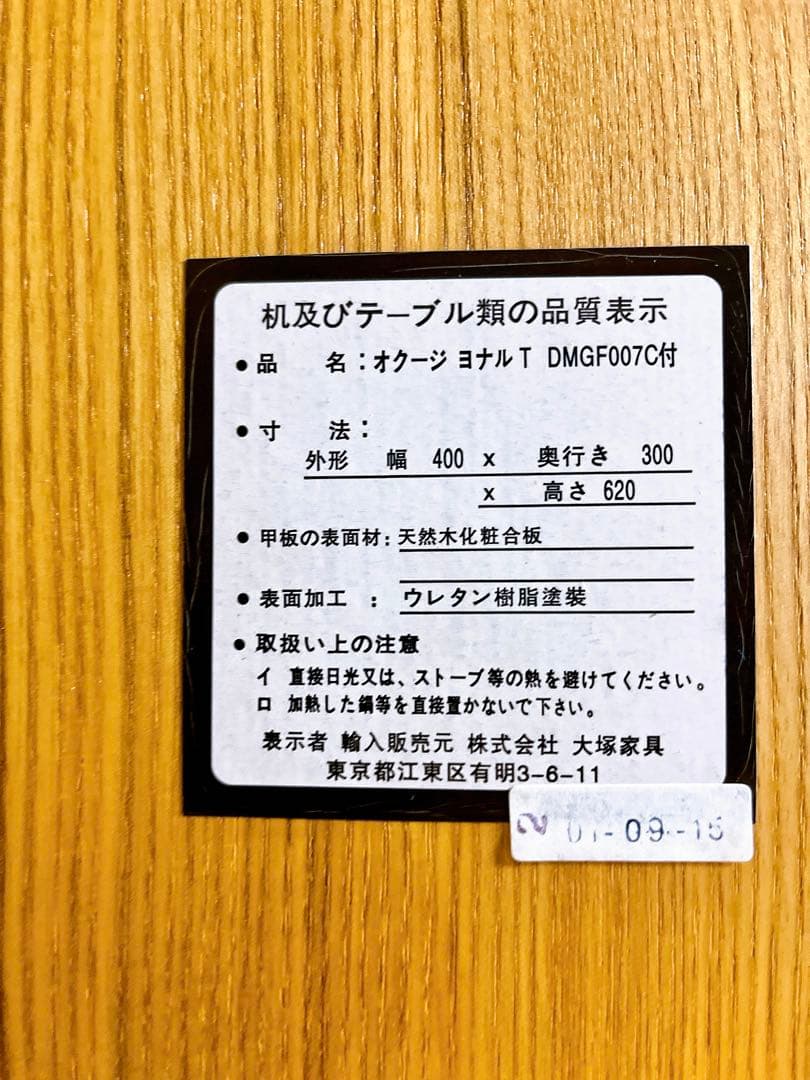 机及びテーブル類の品質表示
●品　名：オクージ ヨナルT DMGF007C付
●寸　法：
外形　幅　400　x　奥行き　300
x　高さ 620
●甲板の表面材：天然木化粧合板
●表面加工　：　ウレタン樹脂塗装
●取扱い上の注意
イ　直接日光又は、ストーブ等の熱を避けてください。
ロ　加熱した鍋等を直接置かないで下さい。
表示者 輸入販売元 株式会社 大塚家具
東京都江東区有明3-6-11
2 01-09-15